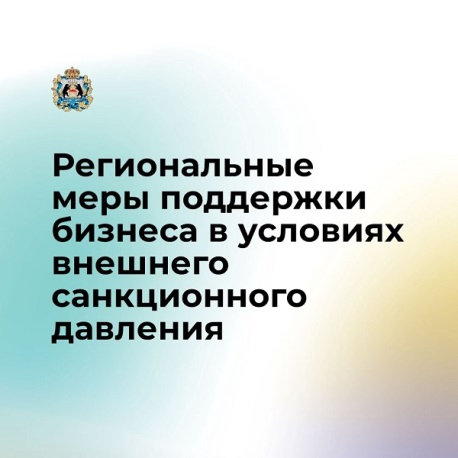 Региональные
меры поддержки
бизнеса в условиях
внешнего
санкционного
давления